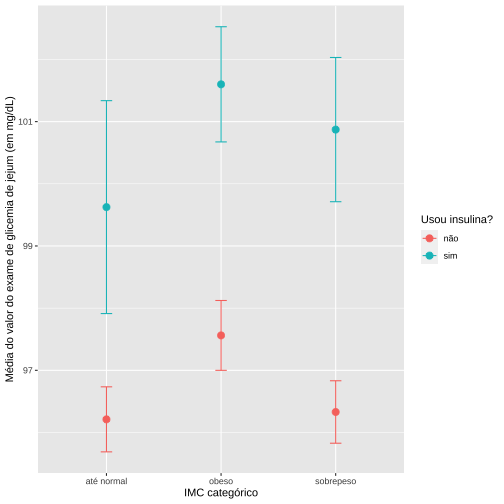 101
99
97
Média do valor do exame de glicemia de jejum (em mg/dL)
até normal
obeso
sobrepeso
IMC categórico
Usou insulina?
não
sim